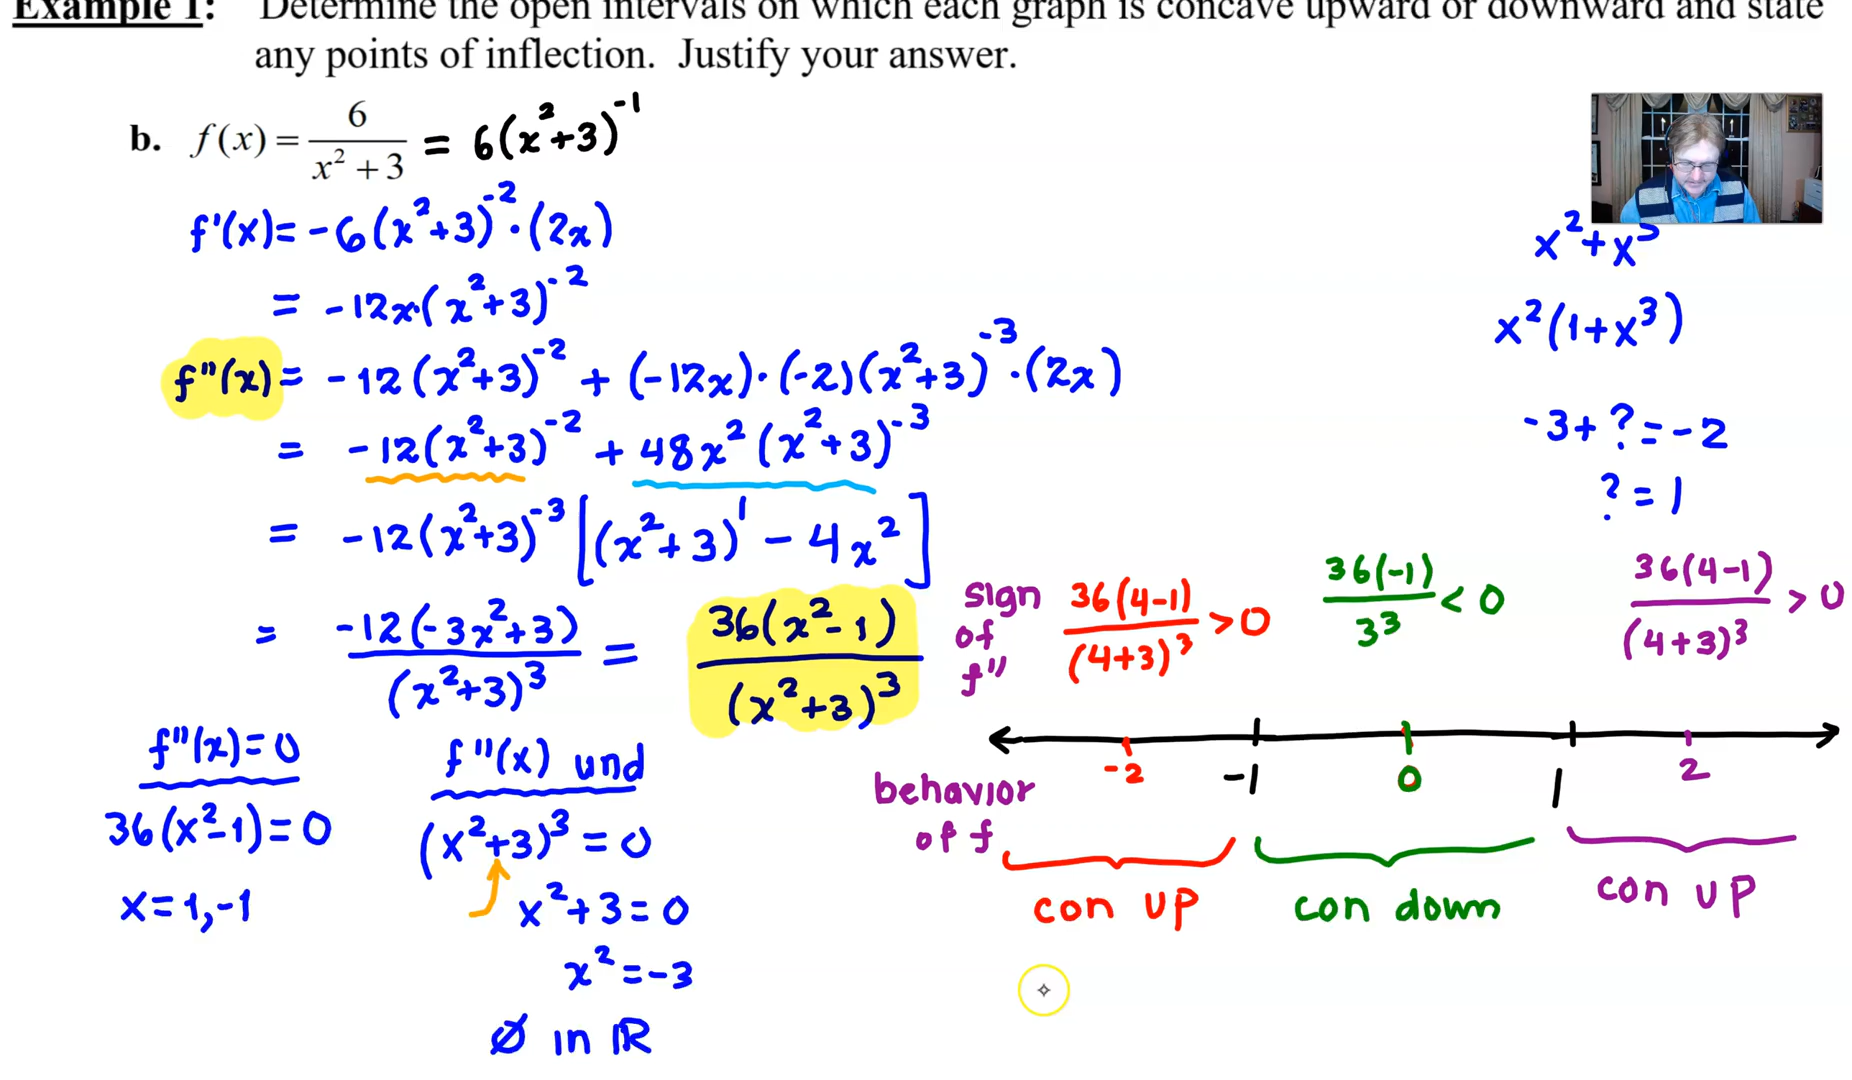 Example 1: Determine the open intervals on which each graph is concave upward or downward and state
any points of inflection. Justify your answer.
b. f(x) = 6/(x² + 3) = 6(x²+3)⁻¹
f'(x) = -6(x²+3)⁻² · (2x)
= -12x·(x²+3)⁻²
f''(x) = -12(x²+3)⁻² + (-12x)·(-2)(x²+3)⁻³ · (2x)
= -12(x²+3)⁻² + 48x²(x²+3)⁻³
= -12(x²+3)⁻³ [(x²+3)¹ - 4x²]
= -12(-3x²+3)/(x²+3)³ = 36(x²-1)/(x²+3)³
f''(x) = 0
36(x²-1) = 0
x = 1, -1
f''(x) und
(x²+3)³ = 0
x²+3 = 0
x² = -3
∅ in ℝ
x²+x⁵
x²(1+x³)
-3 + ? = -2
? = 1
sign of f''
36(4-1)/(4+3)³ > 0
36(-1)/3³ < 0
36(4-1)/(4+3)³ > 0
-2 -1 0 1 2
behavior of f
con up
con down
con up